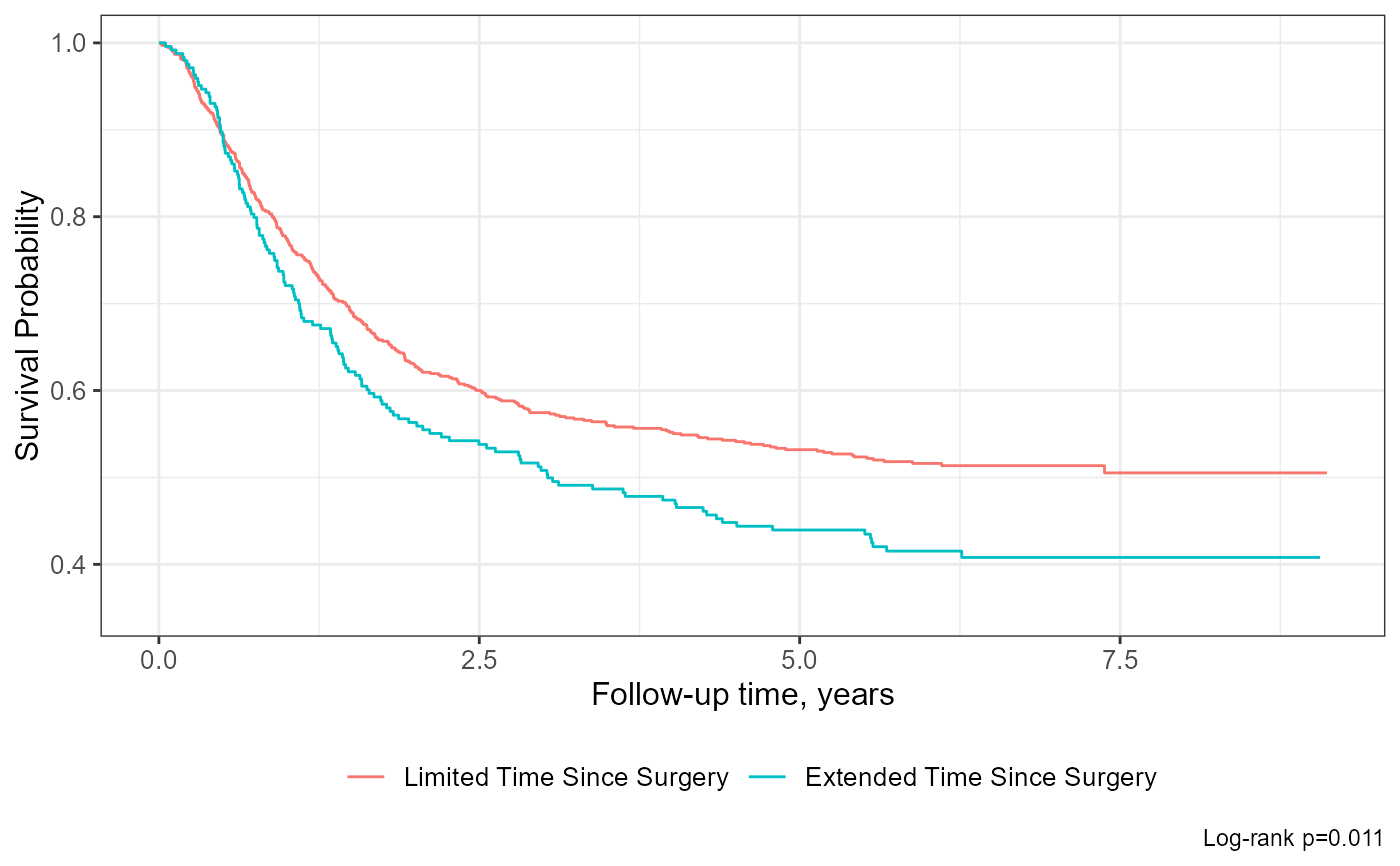 Survival Probability
1.0
0.8
0.6
0.4
0.0 2.5 5.0 7.5
Follow-up time, years
Limited Time Since Surgery Extended Time Since Surgery
Log-rank p=0.011